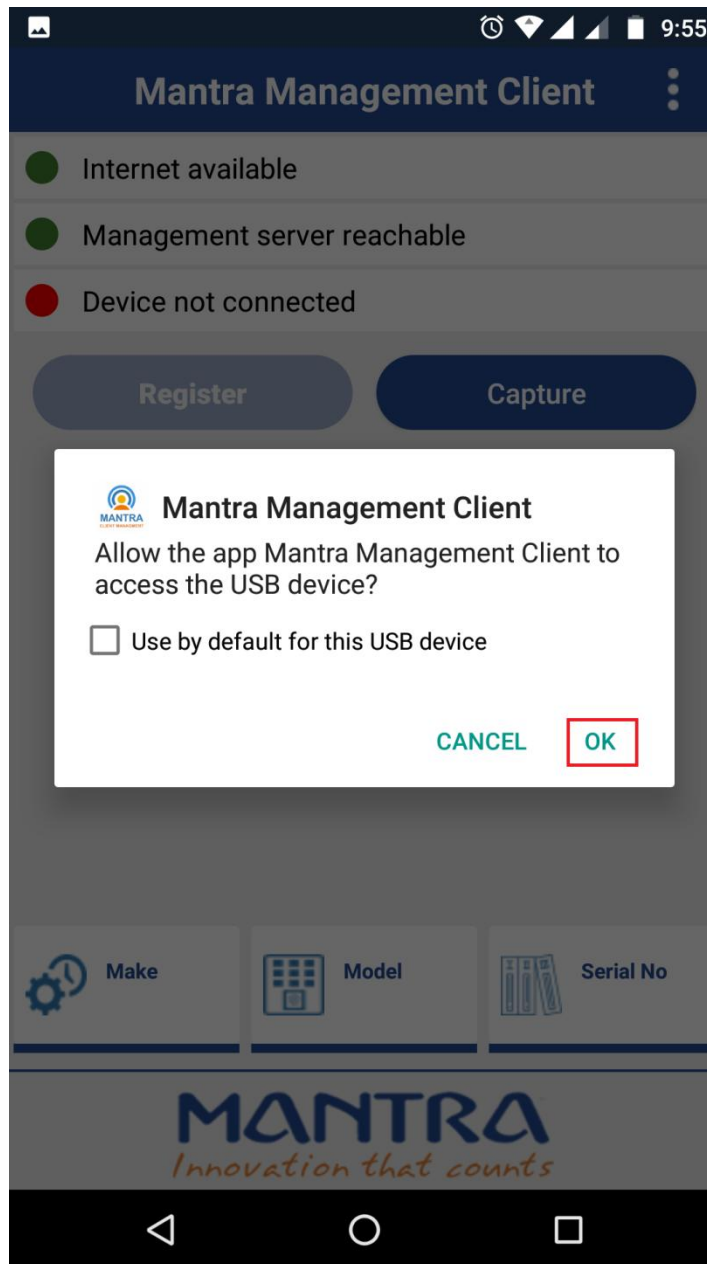 9:55
Mantra Management Client
Internet available
Management server reachable
Device not connected
Register Capture
MANTRA
Mantra Management Client
Allow the app Mantra Management Client to
access the USB device?
Use by default for this USB device
CANCEL OK
Make Model Serial No
MANTRA
Innovation that counts